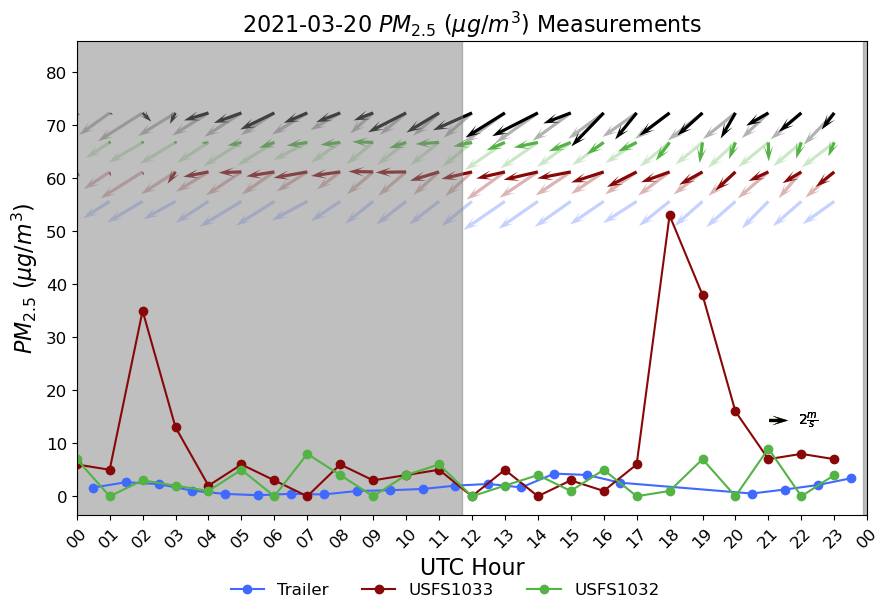 2021-03-20 PM₂.₅ (μg/m³) Measurements
PM₂.₅ (μg/m³)
80
70
60
50
40
30
20
10
0
2 m/s
00 01 02 03 04 05 06 07 08 09 10 11 12 13 14 15 16 17 18 19 20 21 22 23 00
UTC Hour
Trailer USFS1033 USFS1032